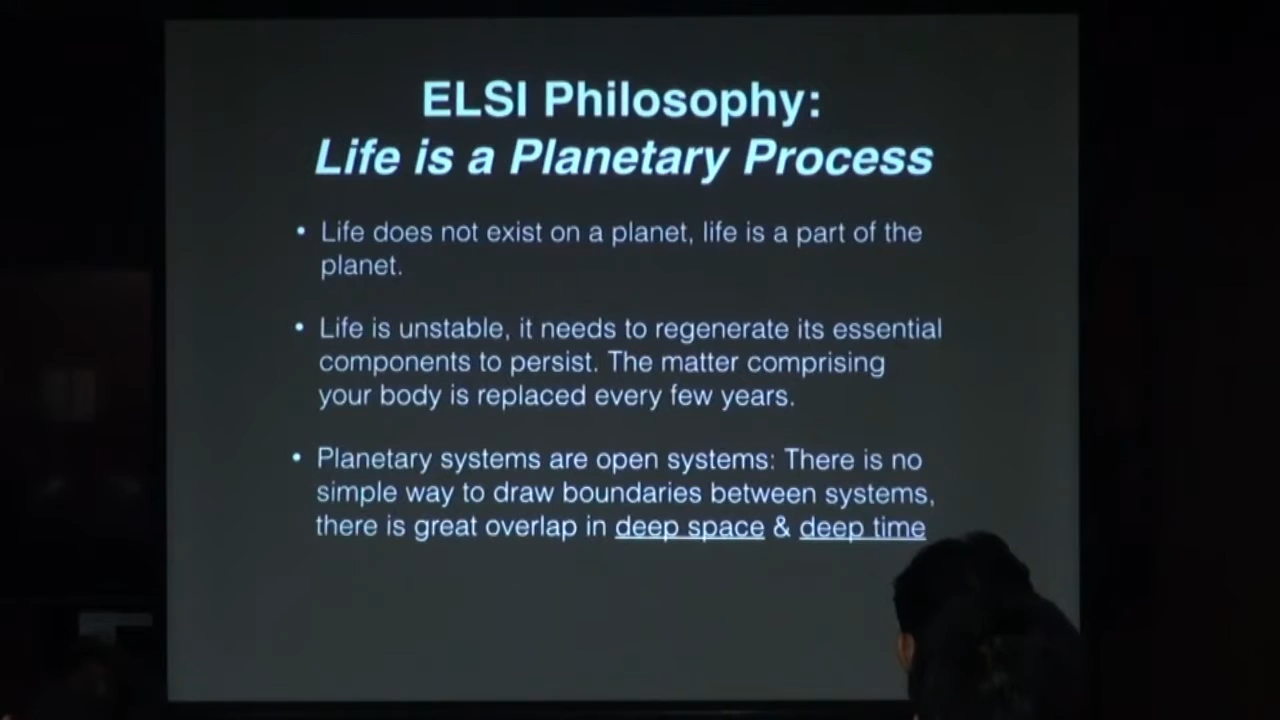 ELSI Philosophy:
Life is a Planetary Process
• Life does not exist on a planet, life is a part of the
planet.
• Life is unstable, it needs to regenerate its essential
components to persist. The matter comprising
your body is replaced every few years.
• Planetary systems are open systems: There is no
simple way to draw boundaries between systems,
there is great overlap in deep space & deep time